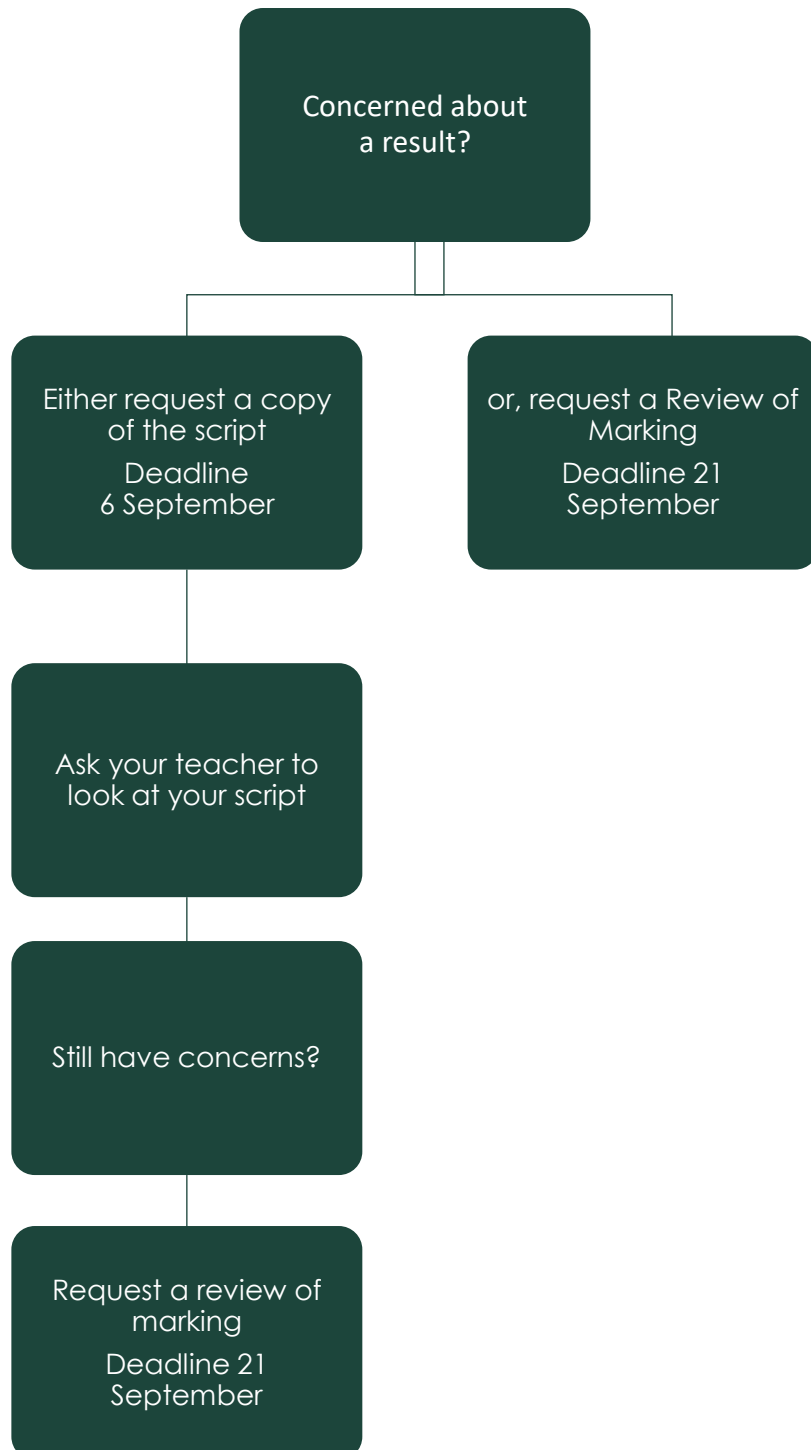 Concerned about
a result?
Either request a copy
of the script
Deadline
6 September
or, request a Review of
Marking
Deadline 21
September
Ask your teacher to
look at your script
Still have concerns?
Request a review of
marking
Deadline 21
September